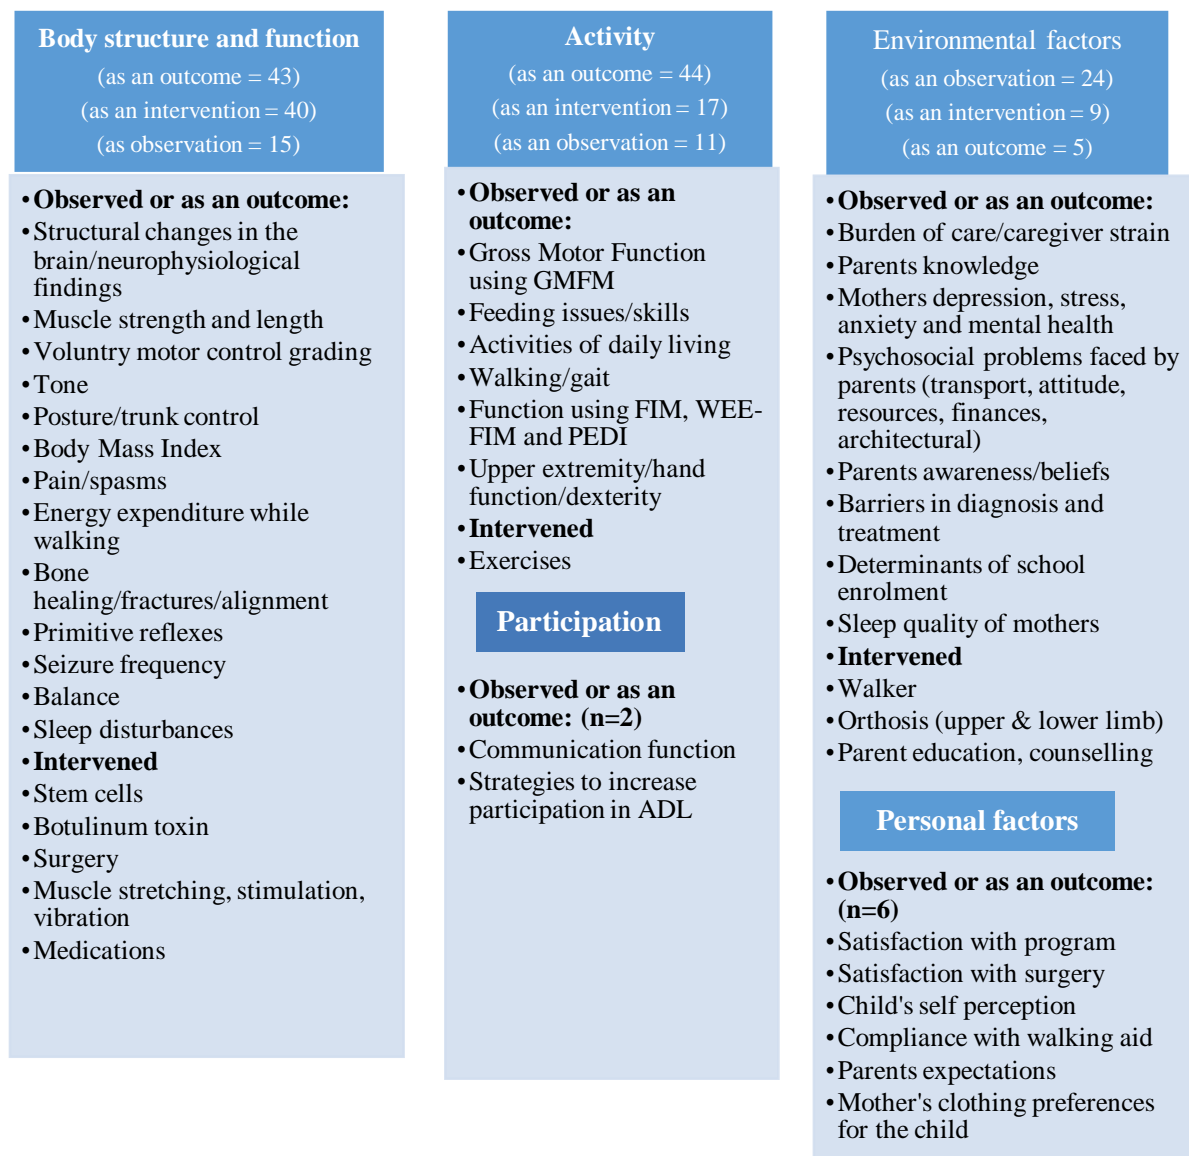 Body structure and function
(as an outcome = 43)
(as an intervention = 40)
(as observation = 15)
•Observed or as an outcome:
•Structural changes in the
brain/neurophysiological
findings
•Muscle strength and length
•Voluntry motor control grading
•Tone
•Posture/trunk control
•Body Mass Index
•Pain/spasms
•Energy expenditure while
walking
•Bone
healing/fractures/alignment
•Primitive reflexes
•Seizure frequency
•Balance
•Sleep disturbances
•Intervened
•Stem cells
•Botulinum toxin
•Surgery
•Muscle stretching, stimulation,
vibration
•Medications
Activity
(as an outcome = 44)
(as an intervention = 17)
(as an observation = 11)
•Observed or as an
outcome:
•Gross Motor Function
using GMFM
•Feeding issues/skills
•Activities of daily living
•Walking/gait
•Function using FIM, WEE-
FIM and PEDI
•Upper extremity/hand
function/dexterity
•Intervened
•Exercises
Participation
•Observed or as an
outcome: (n=2)
•Communication function
•Strategies to increase
participation in ADL
Environmental factors
(as an observation = 24)
(as an intervention = 9)
(as an outcome = 5)
•Observed or as an outcome:
•Burden of care/caregiver strain
•Parents knowledge
•Mothers depression, stress,
anxiety and mental health
•Psychosocial problems faced by
parents (transport, attitude,
resources, finances,
architectural)
•Parents awareness/beliefs
•Barriers in diagnosis and
treatment
•Determinants of school
enrolment
•Sleep quality of mothers
•Intervened
•Walker
•Orthosis (upper & lower limb)
•Parent education, counselling
Personal factors
•Observed or as an outcome:
(n=6)
•Satisfaction with program
•Satisfaction with surgery
•Child's self perception
•Compliance with walking aid
•Parents expectations
•Mother's clothing preferences
for the child